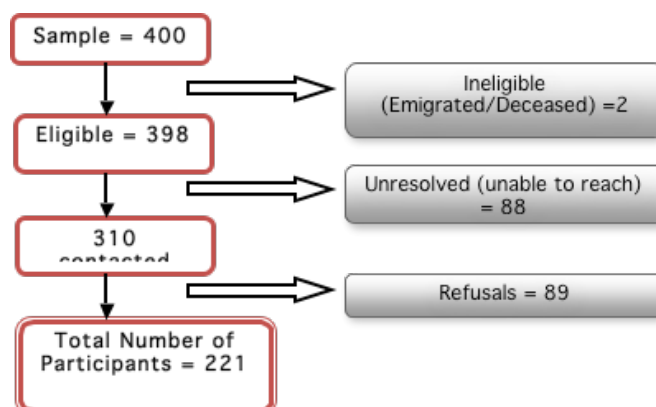 Sample = 400
Ineligible
(Emigrated/Deceased) =2
Eligible = 398
Unresolved (unable to reach)
= 88
310
contacted
Refusals = 89
Total Number of
Participants = 221